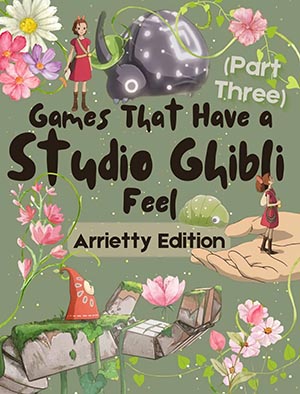 (Part
Three)
Games That Have a
Studio Ghibli
Feel
Arrietty Edition